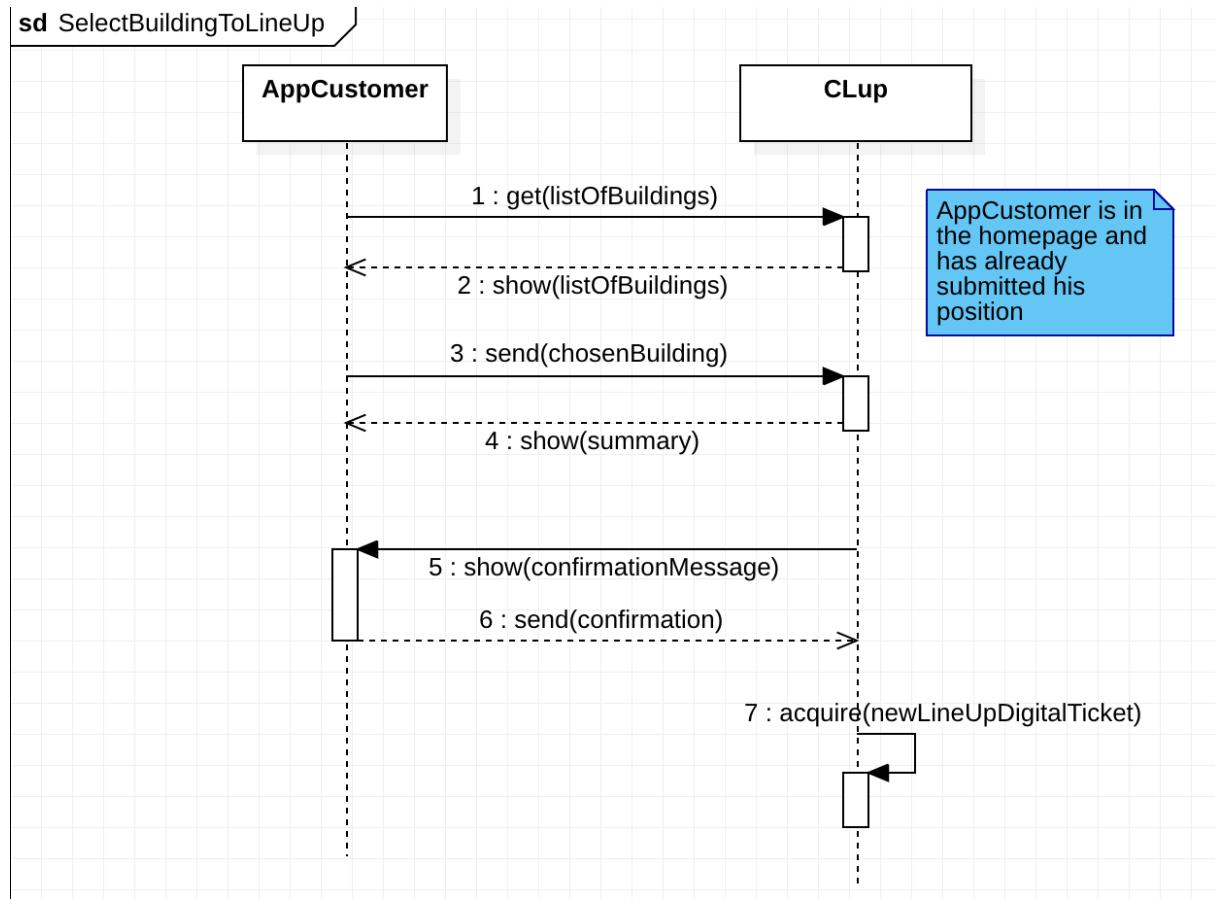 sd SelectBuildingToLineUp
AppCustomer
CLup
1 : get(listOfBuildings)
AppCustomer is in
the homepage and
has already
submitted his
position
2 : show(listOfBuildings)
3 : send(chosenBuilding)
4 : show(summary)
5 : show(confirmationMessage)
6 : send(confirmation)
7 : acquire(newLineUpDigitalTicket)